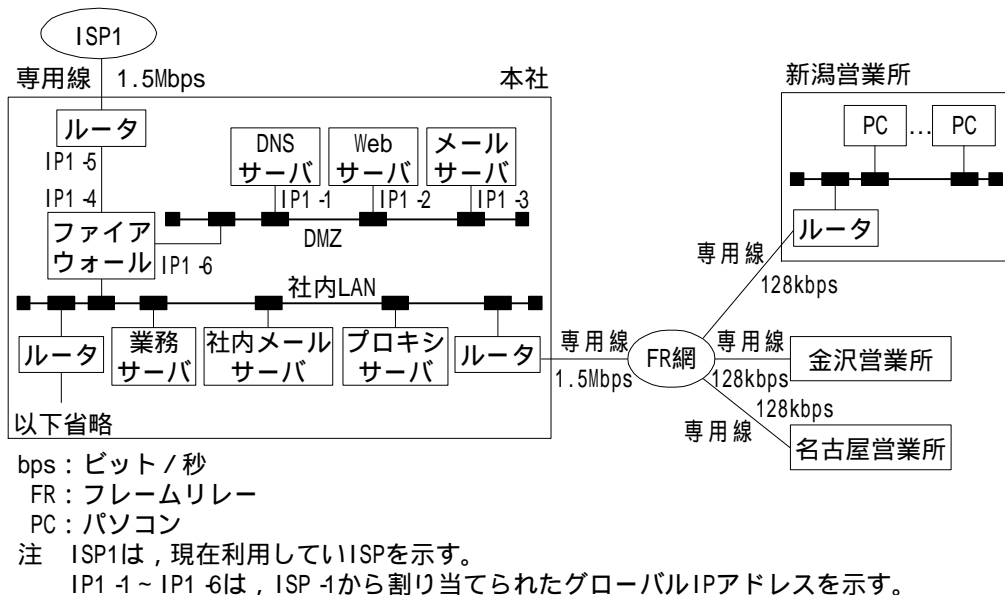 ISP1
専用線 1.5Mbps
本社
ルータ
IP1-5
IP1-4
ファイア
ウォール
IP1-6
DNS
サーバ
IP1-1
Web
サーバ
IP1-2
メール
サーバ
IP1-3
DMZ
社内LAN
ルータ
業務
サーバ
社内メール
サーバ
プロキシ
サーバ
ルータ
以下省略
専用線
1.5Mbps
FR網
新潟営業所
PC
...
PC
ルータ
専用線
128kbps
専用線
128kbps
金沢営業所
128kbps
専用線
名古屋営業所
bps:ビット/秒
FR:フレームリレー
PC:パソコン
注 ISP1は,現在利用していISPを示す。
IP1-1~IP1-6は,ISP-1から割り当てられたグローバルIPアドレスを示す。